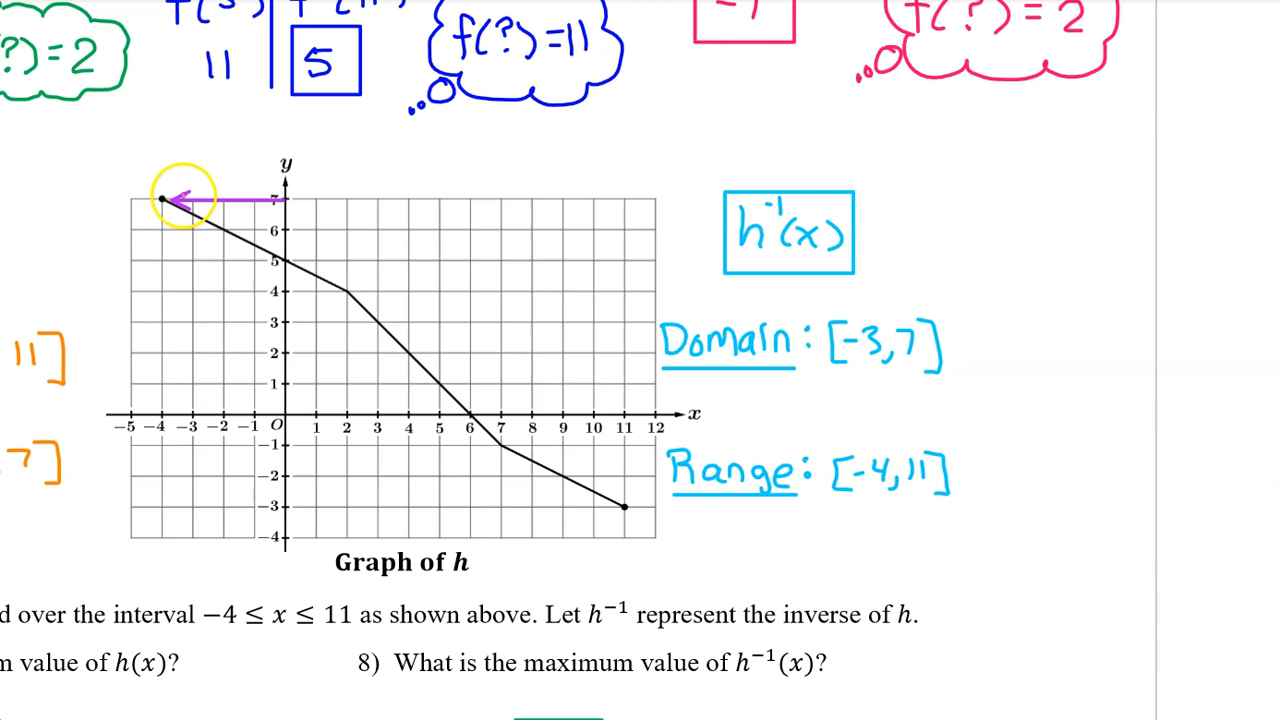 ?)=2
11 5
f(?)=11
f(?)=2
y
7
6
5
4
3
2
1
-5 -4 -3 -2 -1 O 1 2 3 4 5 6 7 8 9 10 11 12 x
-1
-2
-3
-4
h⁻¹(x)
Domain: [-3,7]
Range: [-4,11]
11]
7]
Graph of h
d over the interval −4 ≤ x ≤ 11 as shown above. Let h⁻¹ represent the inverse of h.
m value of h(x)?
8) What is the maximum value of h⁻¹(x)?